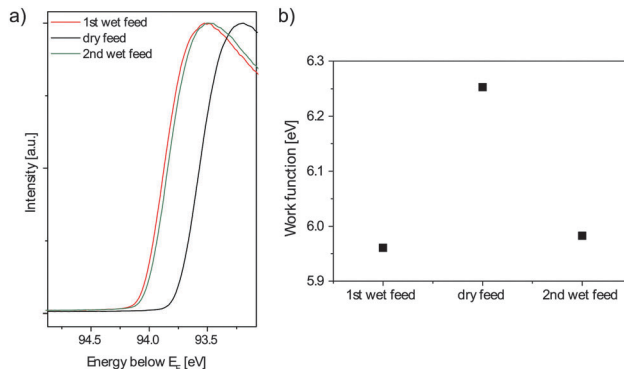 a)
1st wet feed
dry feed
2nd wet feed
Intensity [a.u.]
94.5
94.0
93.5
Energy below E_F [eV]
b)
6.3
6.2
6.1
6.0
5.9
Work function [eV]
1st wet feed
dry feed
2nd wet feed